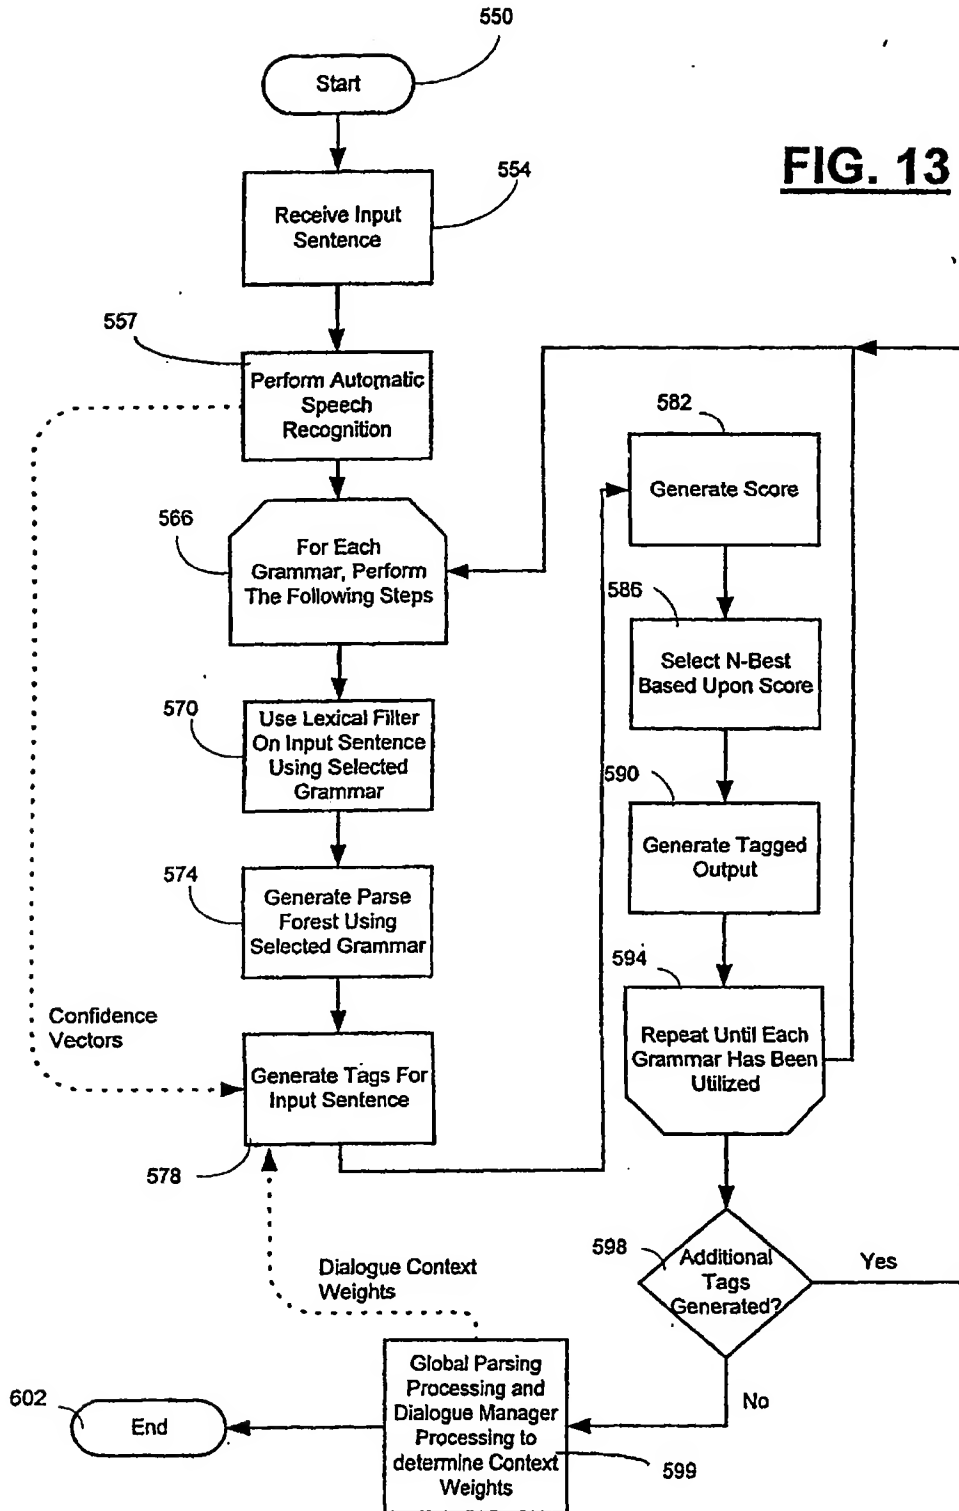 550
Start
FIG. 13
554
Receive Input
Sentence
557
Perform Automatic
Speech
Recognition
566
For Each
Grammar, Perform
The Following Steps
570
Use Lexical Filter
On Input Sentence
Using Selected
Grammar
574
Generate Parse
Forest Using
Selected Grammar
Confidence
Vectors
Generate Tags For
Input Sentence
578
582
Generate Score
586
Select N-Best
Based Upon Score
590
Generate Tagged
Output
594
Repeat Until Each
Grammar Has Been
Utilized
598
Additional
Tags
Generated?
Yes
No
Dialogue Context
Weights
Global Parsing
Processing and
Dialogue Manager
Processing to
determine Context
Weights
599
602
End